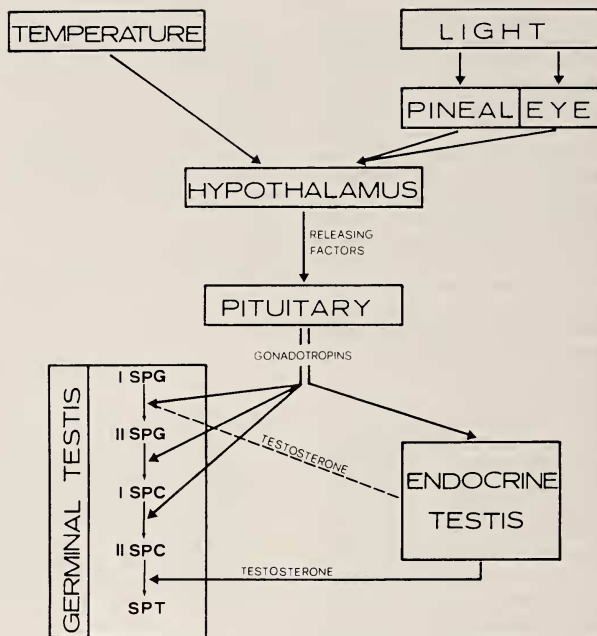 TEMPERATURE
LIGHT
PINEAL EYE
HYPOTHALAMUS
RELEASING
FACTORS
PITUITARY
GONADOTROPINS
GERMINAL TESTIS
I SPG
II SPG
I SPC
II SPC
SPT
TESTOSTERONE
ENDOCRINE
TESTIS
TESTOSTERONE